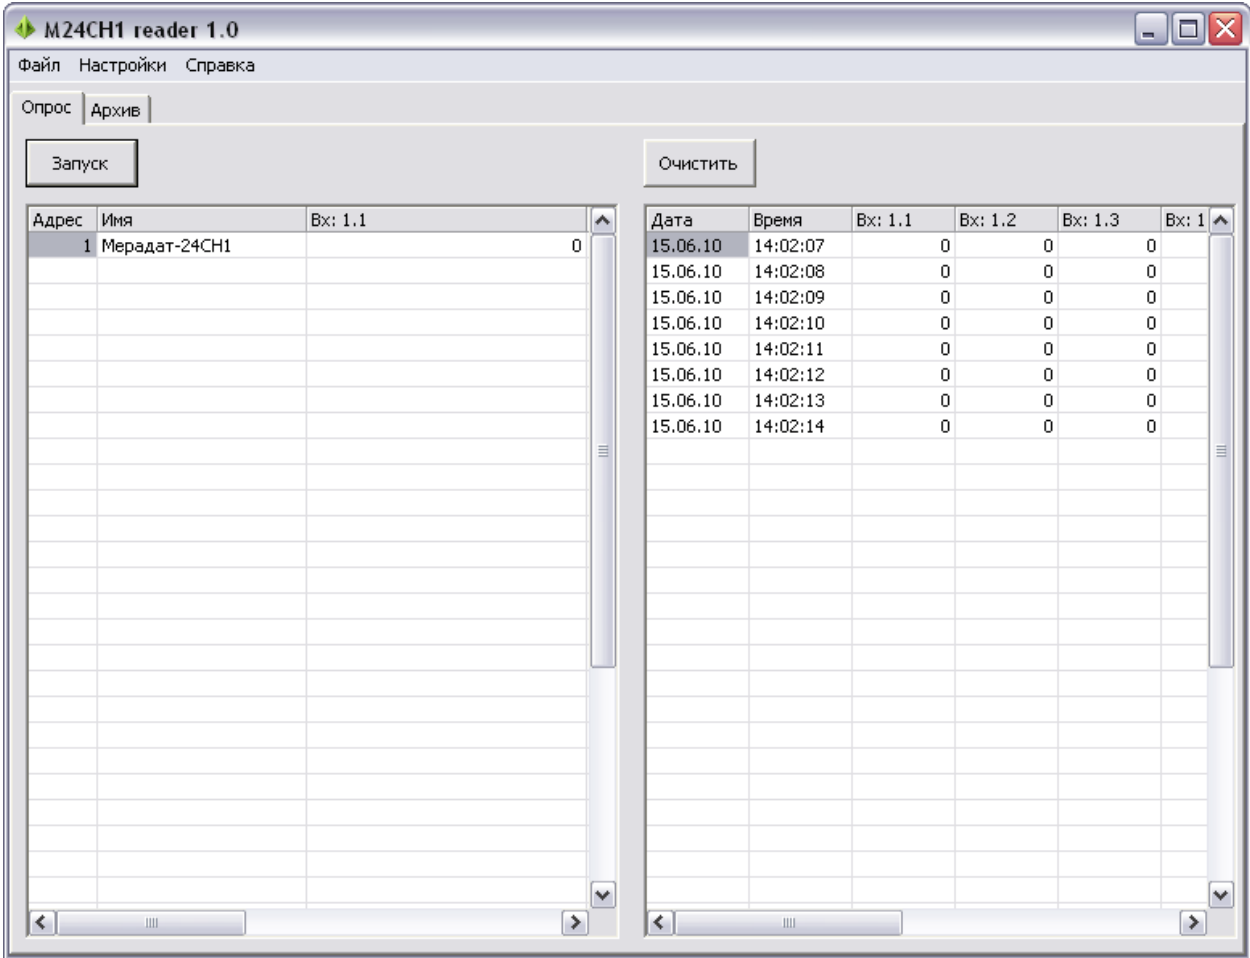 M24CH1 reader 1.0
Файл Настройки Справка
Опрос Архив
Запуск Очистить
Адрес Имя Вх: 1.1
1 Мерадат-24СН1 0
Дата Время Вх: 1.1 Вх: 1.2 Вх: 1.3 Вх: 1
15.06.10 14:02:07 0 0 0
15.06.10 14:02:08 0 0 0
15.06.10 14:02:09 0 0 0
15.06.10 14:02:10 0 0 0
15.06.10 14:02:11 0 0 0
15.06.10 14:02:12 0 0 0
15.06.10 14:02:13 0 0 0
15.06.10 14:02:14 0 0 0